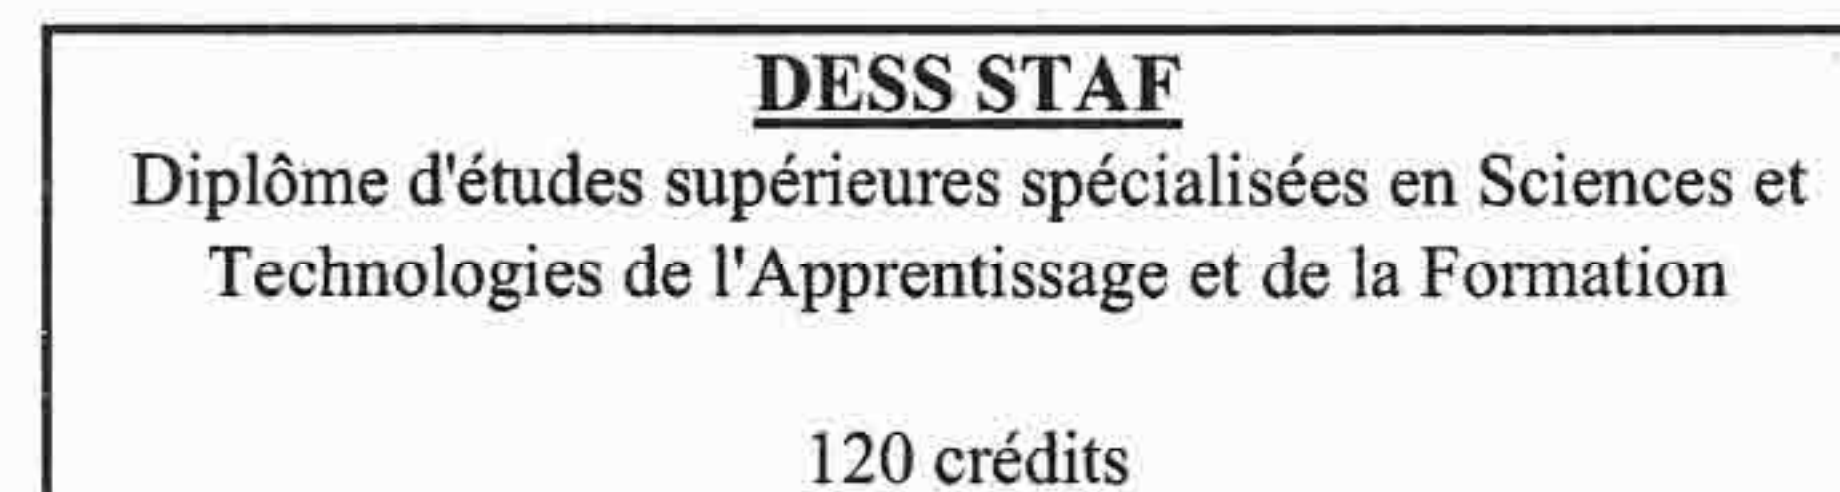 DESS STAF
Diplôme d'études supérieures spécialisées en Sciences et
Technologies de l'Apprentissage et de la Formation
120 crédits